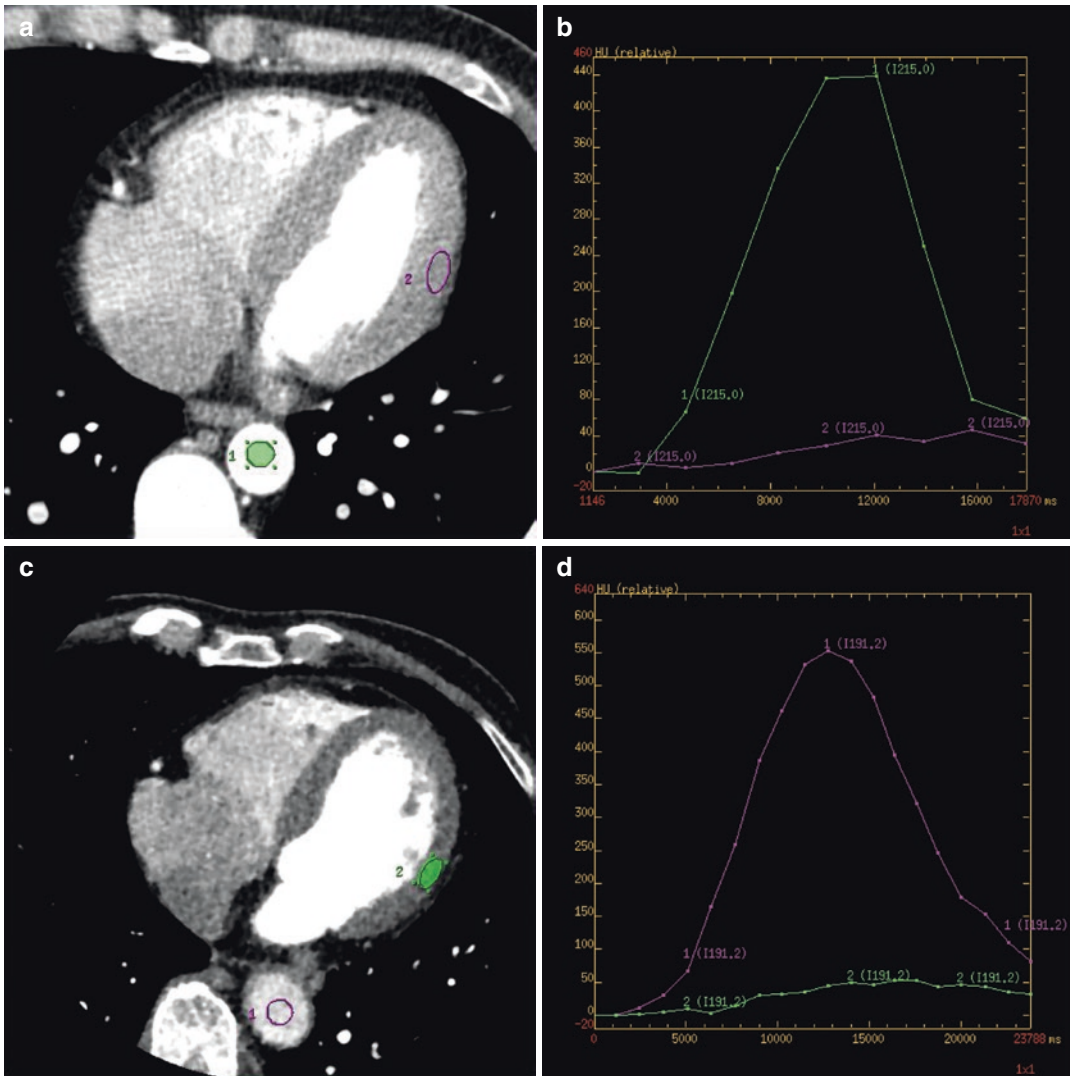 a
2
1
b
460 HU (relative)
440
400
360
320
280
240
200
160
120
80
40
0
-20
1 (I215.0)
1 (I215.0)
2 (I215.0)
2 (I215.0)
2 (I215.0)
1146 4000 8000 12000 16000 17870 ms
1x1
c
2
1
d
640 HU (relative)
600
550
500
450
400
350
300
250
200
150
100
50
0
-20
1 (I191.2)
1 (I191.2)
1 (I191.2)
2 (I191.2)
2 (I191.2)
2 (I191.2)
0 5000 10000 15000 20000 23788 ms
1x1